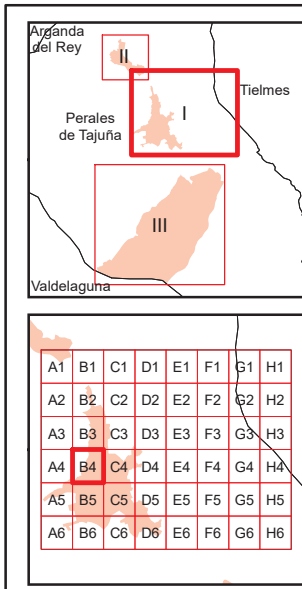 Arganda
del Rey
II
Tielmes
I
Perales
de Tajuña
III
Valdelaguna
A1 B1 C1 D1 E1 F1 G1 H1
A2 B2 C2 D2 E2 F2 G2 H2
A3 B3 C3 D3 E3 F3 G3 H3
A4 B4 C4 D4 E4 F4 G4 H4
A5 B5 C5 D5 E5 F5 G5 H5
A6 B6 C6 D6 E6 F6 G6 H6